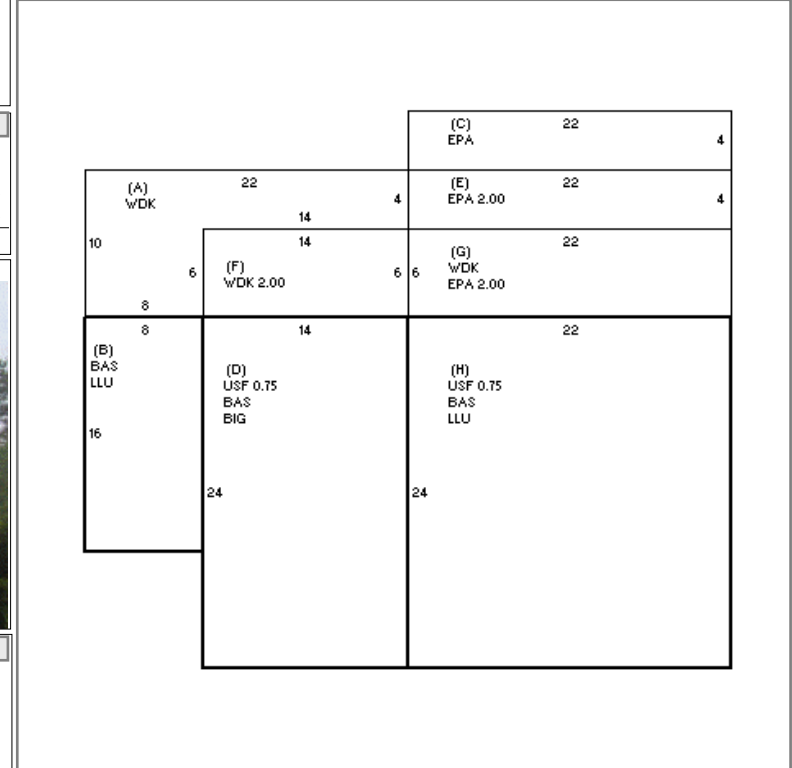 (C) 22
EPA 4
(A) 22
WDK 4
14
10
6
8
(E) 22
EPA 2.00 4
14
(F) 6
WDK 2.00
22
(G)
WDK 6
EPA 2.00
8
(B)
BAS
LLU
16
14
(D)
USF 0.75
BAS
BIG
24
22
(H)
USF 0.75
BAS
LLU
24